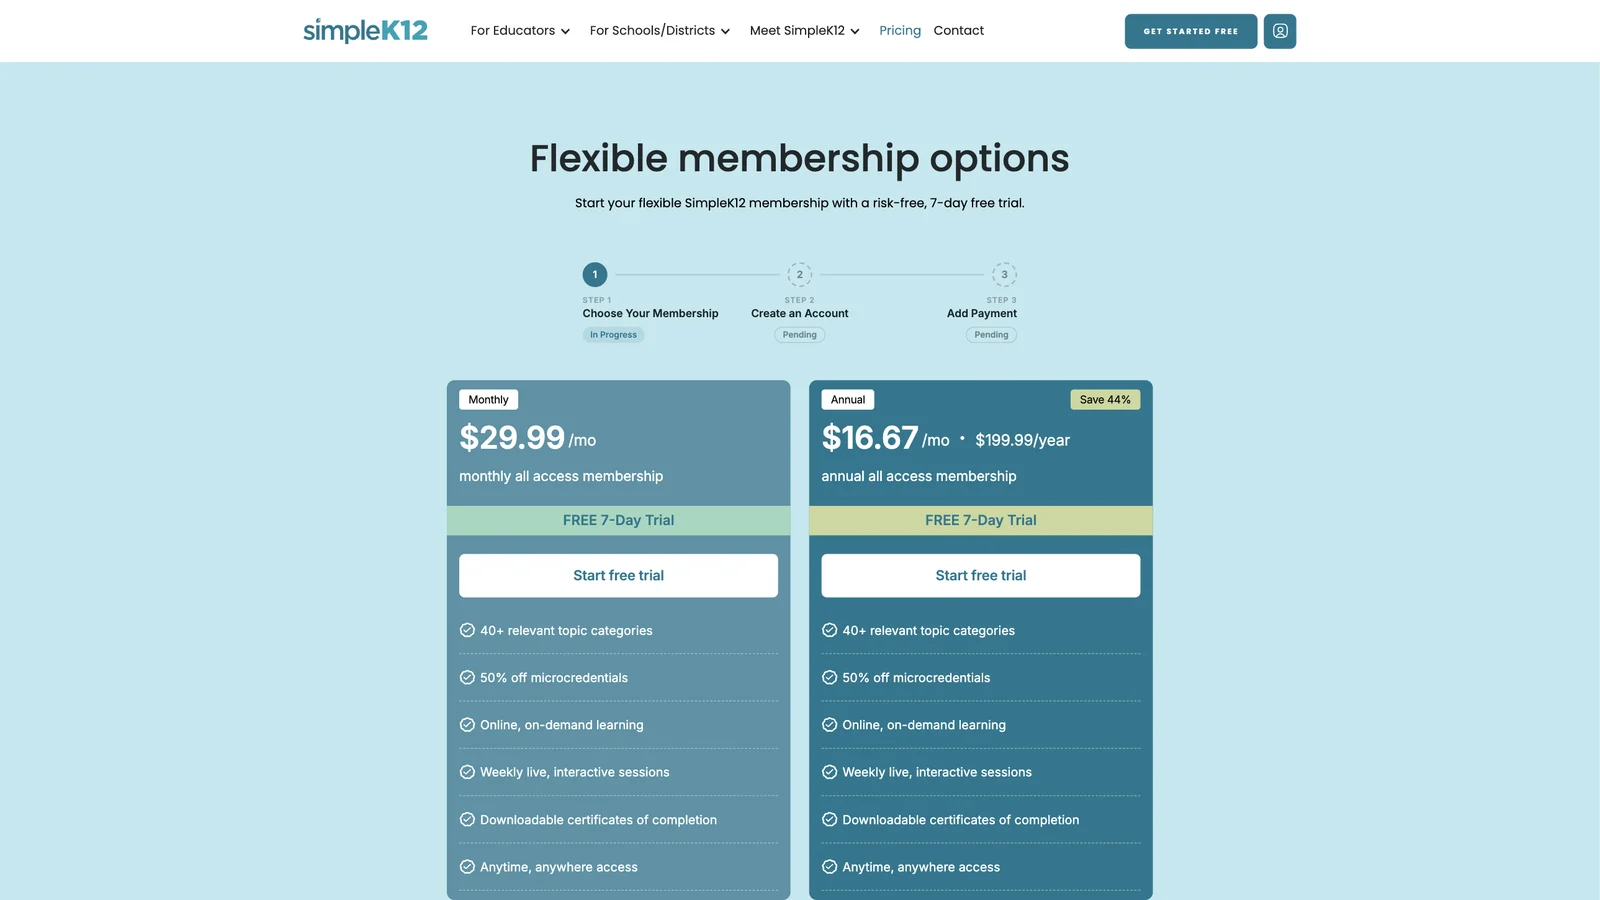 simpleK12
For Educators
For Schools/Districts
Meet SimpleK12
Pricing
Contact
GET STARTED FREE
Flexible membership options
Start your flexible SimpleK12 membership with a risk-free, 7-day free trial.
1
STEP 1
Choose Your Membership
In Progress
2
STEP 2
Create an Account
Pending
3
STEP 3
Add Payment
Pending
Monthly
$29.99 /mo
monthly all access membership
FREE 7-Day Trial
Start free trial
40+ relevant topic categories
50% off microcredentials
Online, on-demand learning
Weekly live, interactive sessions
Downloadable certificates of completion
Anytime, anywhere access
Annual
Save 44%
$16.67 /mo • $199.99/year
annual all access membership
FREE 7-Day Trial
Start free trial
40+ relevant topic categories
50% off microcredentials
Online, on-demand learning
Weekly live, interactive sessions
Downloadable certificates of completion
Anytime, anywhere access